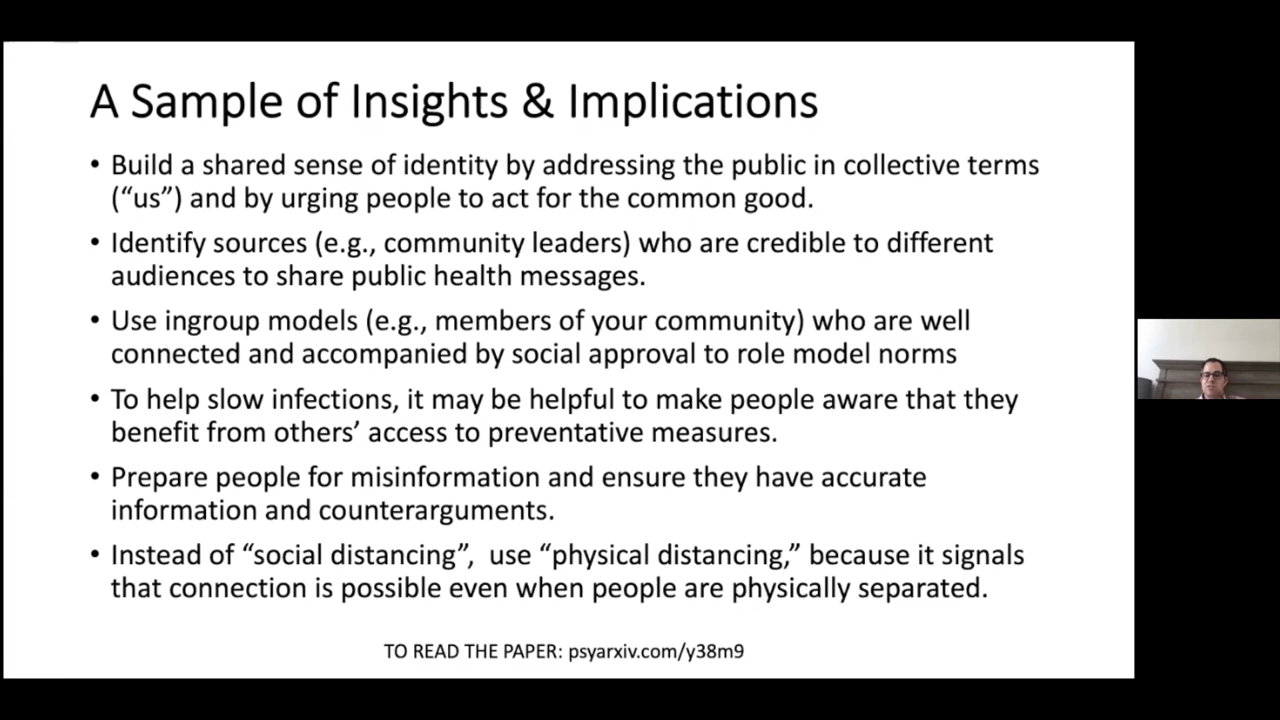 A Sample of Insights & Implications
• Build a shared sense of identity by addressing the public in collective terms
(“us”) and by urging people to act for the common good.
• Identify sources (e.g., community leaders) who are credible to different
audiences to share public health messages.
• Use ingroup models (e.g., members of your community) who are well
connected and accompanied by social approval to role model norms
• To help slow infections, it may be helpful to make people aware that they
benefit from others’ access to preventative measures.
• Prepare people for misinformation and ensure they have accurate
information and counterarguments.
• Instead of “social distancing”,  use “physical distancing,” because it signals
that connection is possible even when people are physically separated.
TO READ THE PAPER: psyarxiv.com/y38m9